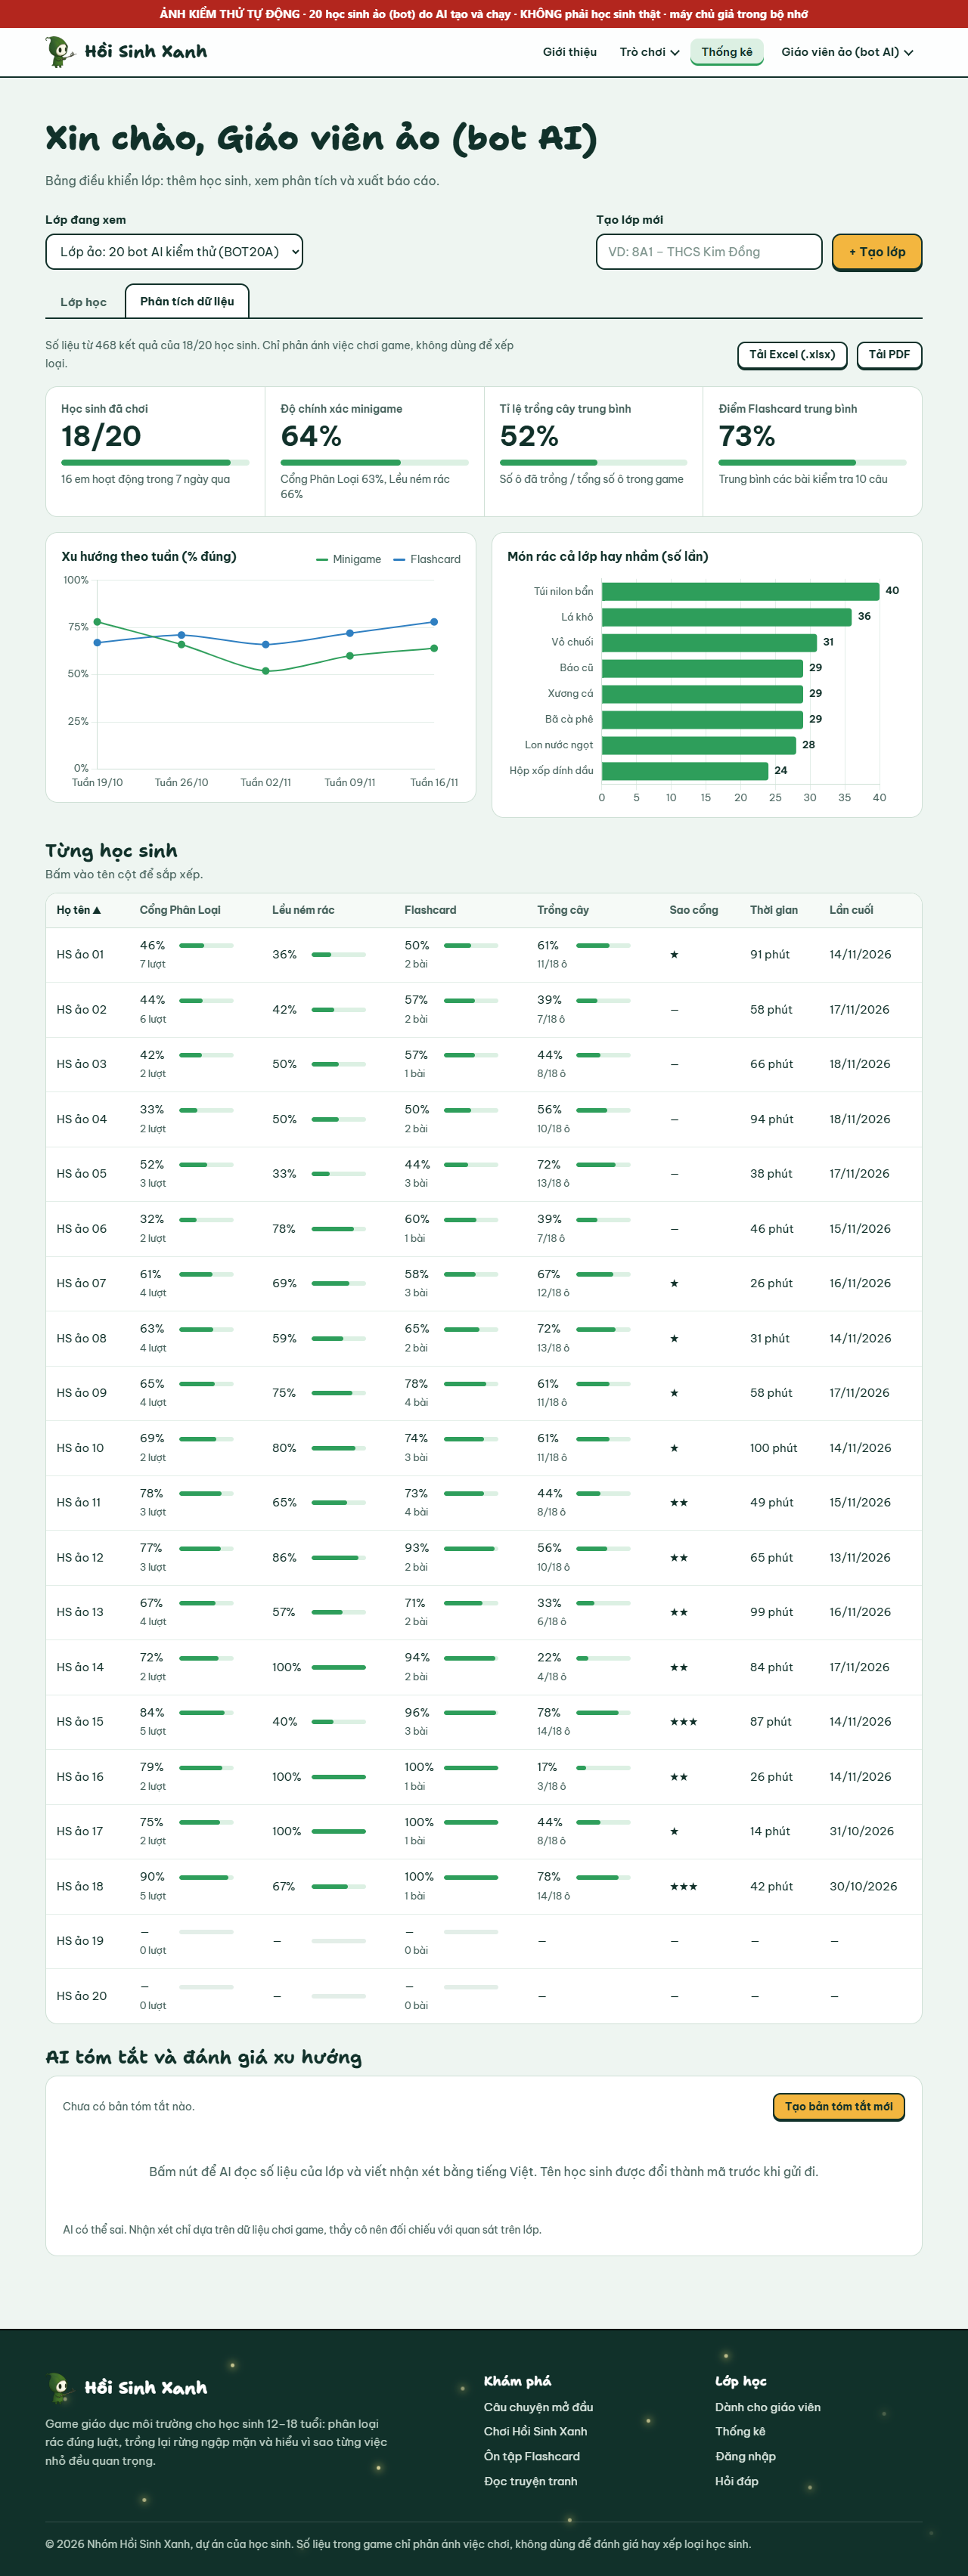 ẢNH KIỂM THỬ TỰ ĐỘNG · 20 học sinh ảo (bot) do AI tạo và chạy · KHÔNG phải học sinh thật · máy chủ giả trong bộ nhớ
Hồi Sinh Xanh
Giới thiệu Trò chơi Thống kê Giáo viên ảo (bot AI)
Xin chào, Giáo viên ảo (bot AI)
Bảng điều khiển lớp: thêm học sinh, xem phân tích và xuất báo cáo.
Lớp đang xem Tạo lớp mới
Lớp ảo: 20 bot AI kiểm thử (BOT20A) VD: 8A1 – THCS Kim Đồng + Tạo lớp
Lớp học Phân tích dữ liệu
Số liệu từ 468 kết quả của 18/20 học sinh. Chỉ phản ánh việc chơi game, không dùng để xếp
loại.
Tải Excel (.xlsx) Tải PDF
Học sinh đã chơi Độ chính xác minigame Tỉ lệ trồng cây trung bình Điểm Flashcard trung bình
18/20 64% 52% 73%
16 em hoạt động trong 7 ngày qua Cổng Phân Loại 63%, Lều ném rác Số ô đã trồng / tổng số ô trong game Trung bình các bài kiểm tra 10 câu
66%
Xu hướng theo tuần (% đúng)
Minigame Flashcard
100%
75%
50%
25%
0%
Tuần 19/10 Tuần 26/10 Tuần 02/11 Tuần 09/11 Tuần 16/11
Món rác cả lớp hay nhầm (số lần)
Túi nilon bẩn 40
Lá khô 36
Vỏ chuối 31
Báo cũ 29
Xương cá 29
Bã cà phê 29
Lon nước ngọt 28
Hộp xốp dính dầu 24
0 5 10 15 20 25 30 35 40
Từng học sinh
Bấm vào tên cột để sắp xếp.
Họ tên ▲ Cổng Phân Loại Lều ném rác Flashcard Trồng cây Sao cổng Thời gian Lần cuối
HS ảo 01 46% 7 lượt 36% 50% 2 bài 61% 11/18 ô ★ 91 phút 14/11/2026
HS ảo 02 44% 6 lượt 42% 57% 2 bài 39% 7/18 ô – 58 phút 17/11/2026
HS ảo 03 42% 2 lượt 50% 57% 1 bài 44% 8/18 ô – 66 phút 18/11/2026
HS ảo 04 33% 2 lượt 50% 50% 2 bài 56% 10/18 ô – 94 phút 18/11/2026
HS ảo 05 52% 3 lượt 33% 44% 3 bài 72% 13/18 ô – 38 phút 17/11/2026
HS ảo 06 32% 2 lượt 78% 60% 1 bài 39% 7/18 ô – 46 phút 15/11/2026
HS ảo 07 61% 4 lượt 69% 58% 3 bài 67% 12/18 ô ★ 26 phút 16/11/2026
HS ảo 08 63% 4 lượt 59% 65% 2 bài 72% 13/18 ô ★ 31 phút 14/11/2026
HS ảo 09 65% 4 lượt 75% 78% 4 bài 61% 11/18 ô ★ 58 phút 17/11/2026
HS ảo 10 69% 2 lượt 80% 74% 3 bài 61% 11/18 ô ★ 100 phút 14/11/2026
HS ảo 11 78% 3 lượt 65% 73% 4 bài 44% 8/18 ô ★★ 49 phút 15/11/2026
HS ảo 12 77% 3 lượt 86% 93% 2 bài 56% 10/18 ô ★★ 65 phút 13/11/2026
HS ảo 13 67% 4 lượt 57% 71% 2 bài 33% 6/18 ô ★★ 99 phút 16/11/2026
HS ảo 14 72% 2 lượt 100% 94% 2 bài 22% 4/18 ô ★★ 84 phút 17/11/2026
HS ảo 15 84% 5 lượt 40% 96% 3 bài 78% 14/18 ô ★★★ 87 phút 14/11/2026
HS ảo 16 79% 2 lượt 100% 100% 1 bài 17% 3/18 ô ★★ 26 phút 14/11/2026
HS ảo 17 75% 2 lượt 100% 100% 1 bài 44% 8/18 ô ★ 14 phút 31/10/2026
HS ảo 18 90% 5 lượt 67% 100% 1 bài 78% 14/18 ô ★★★ 42 phút 30/10/2026
HS ảo 19 – 0 lượt – – 0 bài – – – –
HS ảo 20 – 0 lượt – – 0 bài – – – –
AI tóm tắt và đánh giá xu hướng
Chưa có bản tóm tắt nào. Tạo bản tóm tắt mới
Bấm nút để AI đọc số liệu của lớp và viết nhận xét bằng tiếng Việt. Tên học sinh được đổi thành mã trước khi gửi đi.
AI có thể sai. Nhận xét chỉ dựa trên dữ liệu chơi game, thầy cô nên đối chiếu với quan sát trên lớp.
Hồi Sinh Xanh
Game giáo dục môi trường cho học sinh 12–18 tuổi: phân loại
rác đúng luật, trồng lại rừng ngập mặn và hiểu vì sao từng việc
nhỏ đều quan trọng.
Khám phá
Câu chuyện mở đầu
Chơi Hồi Sinh Xanh
Ôn tập Flashcard
Đọc truyện tranh
Lớp học
Dành cho giáo viên
Thống kê
Đăng nhập
Hỏi đáp
© 2026 Nhóm Hồi Sinh Xanh, dự án của học sinh. Số liệu trong game chỉ phản ánh việc chơi, không dùng để đánh giá hay xếp loại học sinh.